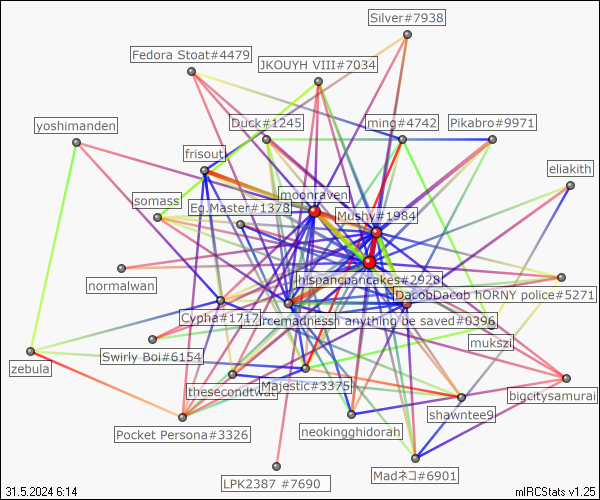 Silver#7938
Fedora Stoat#4479
JKOUYH VIII#7034
yoshimanden
Duck#1245
ming#4742
Pikabro#9971
frisout
eliakith
somass
Eg.Master#1378
moonraven
Mushy#1984
normalwan
hispancpancakes#2928
DacobDacob hORNY police#5271
Cypha#1717
rcemadnessh anything be saved#0396
mukszi
zebula
Swirly Boi#6154
thesecondtwat
Majestic#3375
bigcitysamurai
shawntee9
Pocket Persona#3326
neokingghidorah
Madネコ#6901
LPK2387 #7690
31.5.2024 6:14
mIRCStats v1.25